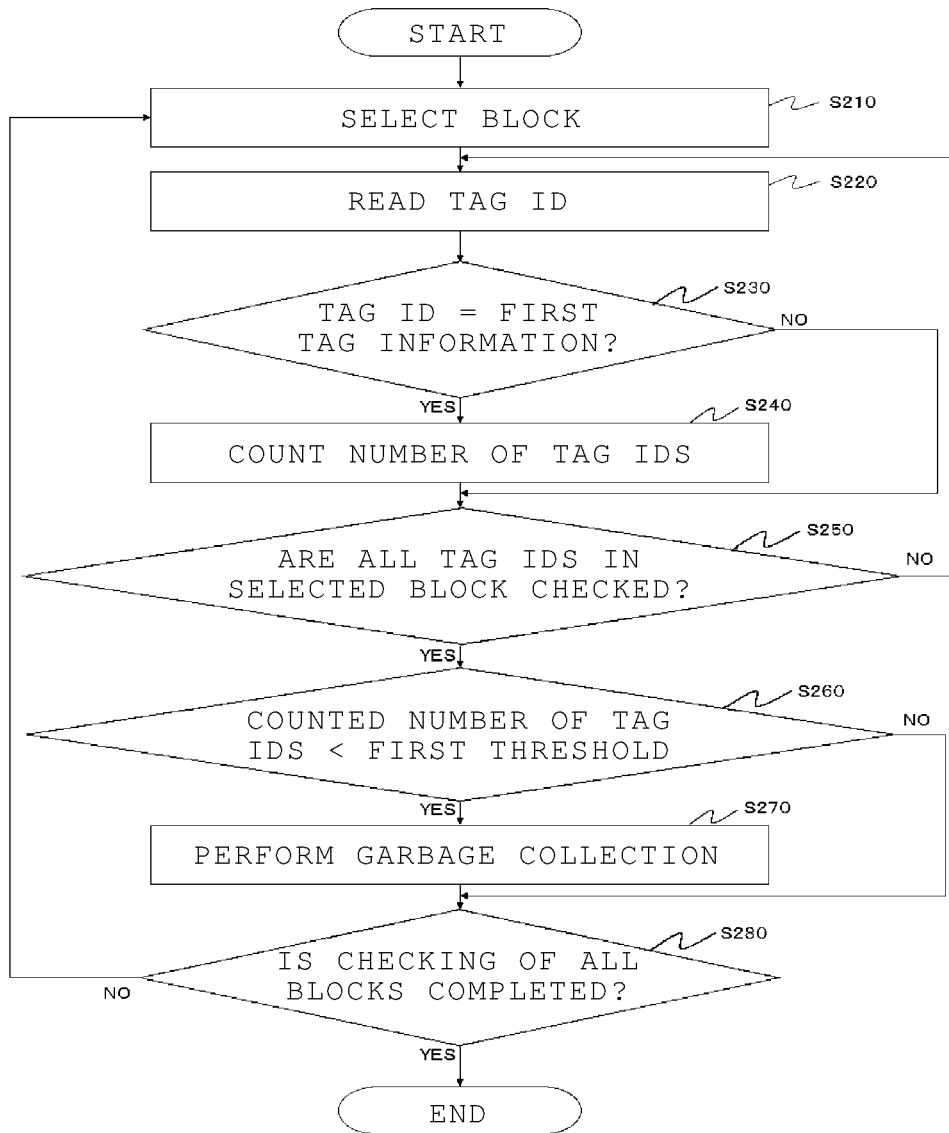 START
SELECT BLOCK
S210
READ TAG ID
S220
TAG ID = FIRST
TAG INFORMATION?
S230
NO
YES
COUNT NUMBER OF TAG IDS
S240
ARE ALL TAG IDS IN
SELECTED BLOCK CHECKED?
S250
NO
YES
COUNTED NUMBER OF TAG
IDS < FIRST THRESHOLD
S260
NO
YES
PERFORM GARBAGE COLLECTION
S270
IS CHECKING OF ALL
BLOCKS COMPLETED?
S280
NO
YES
END